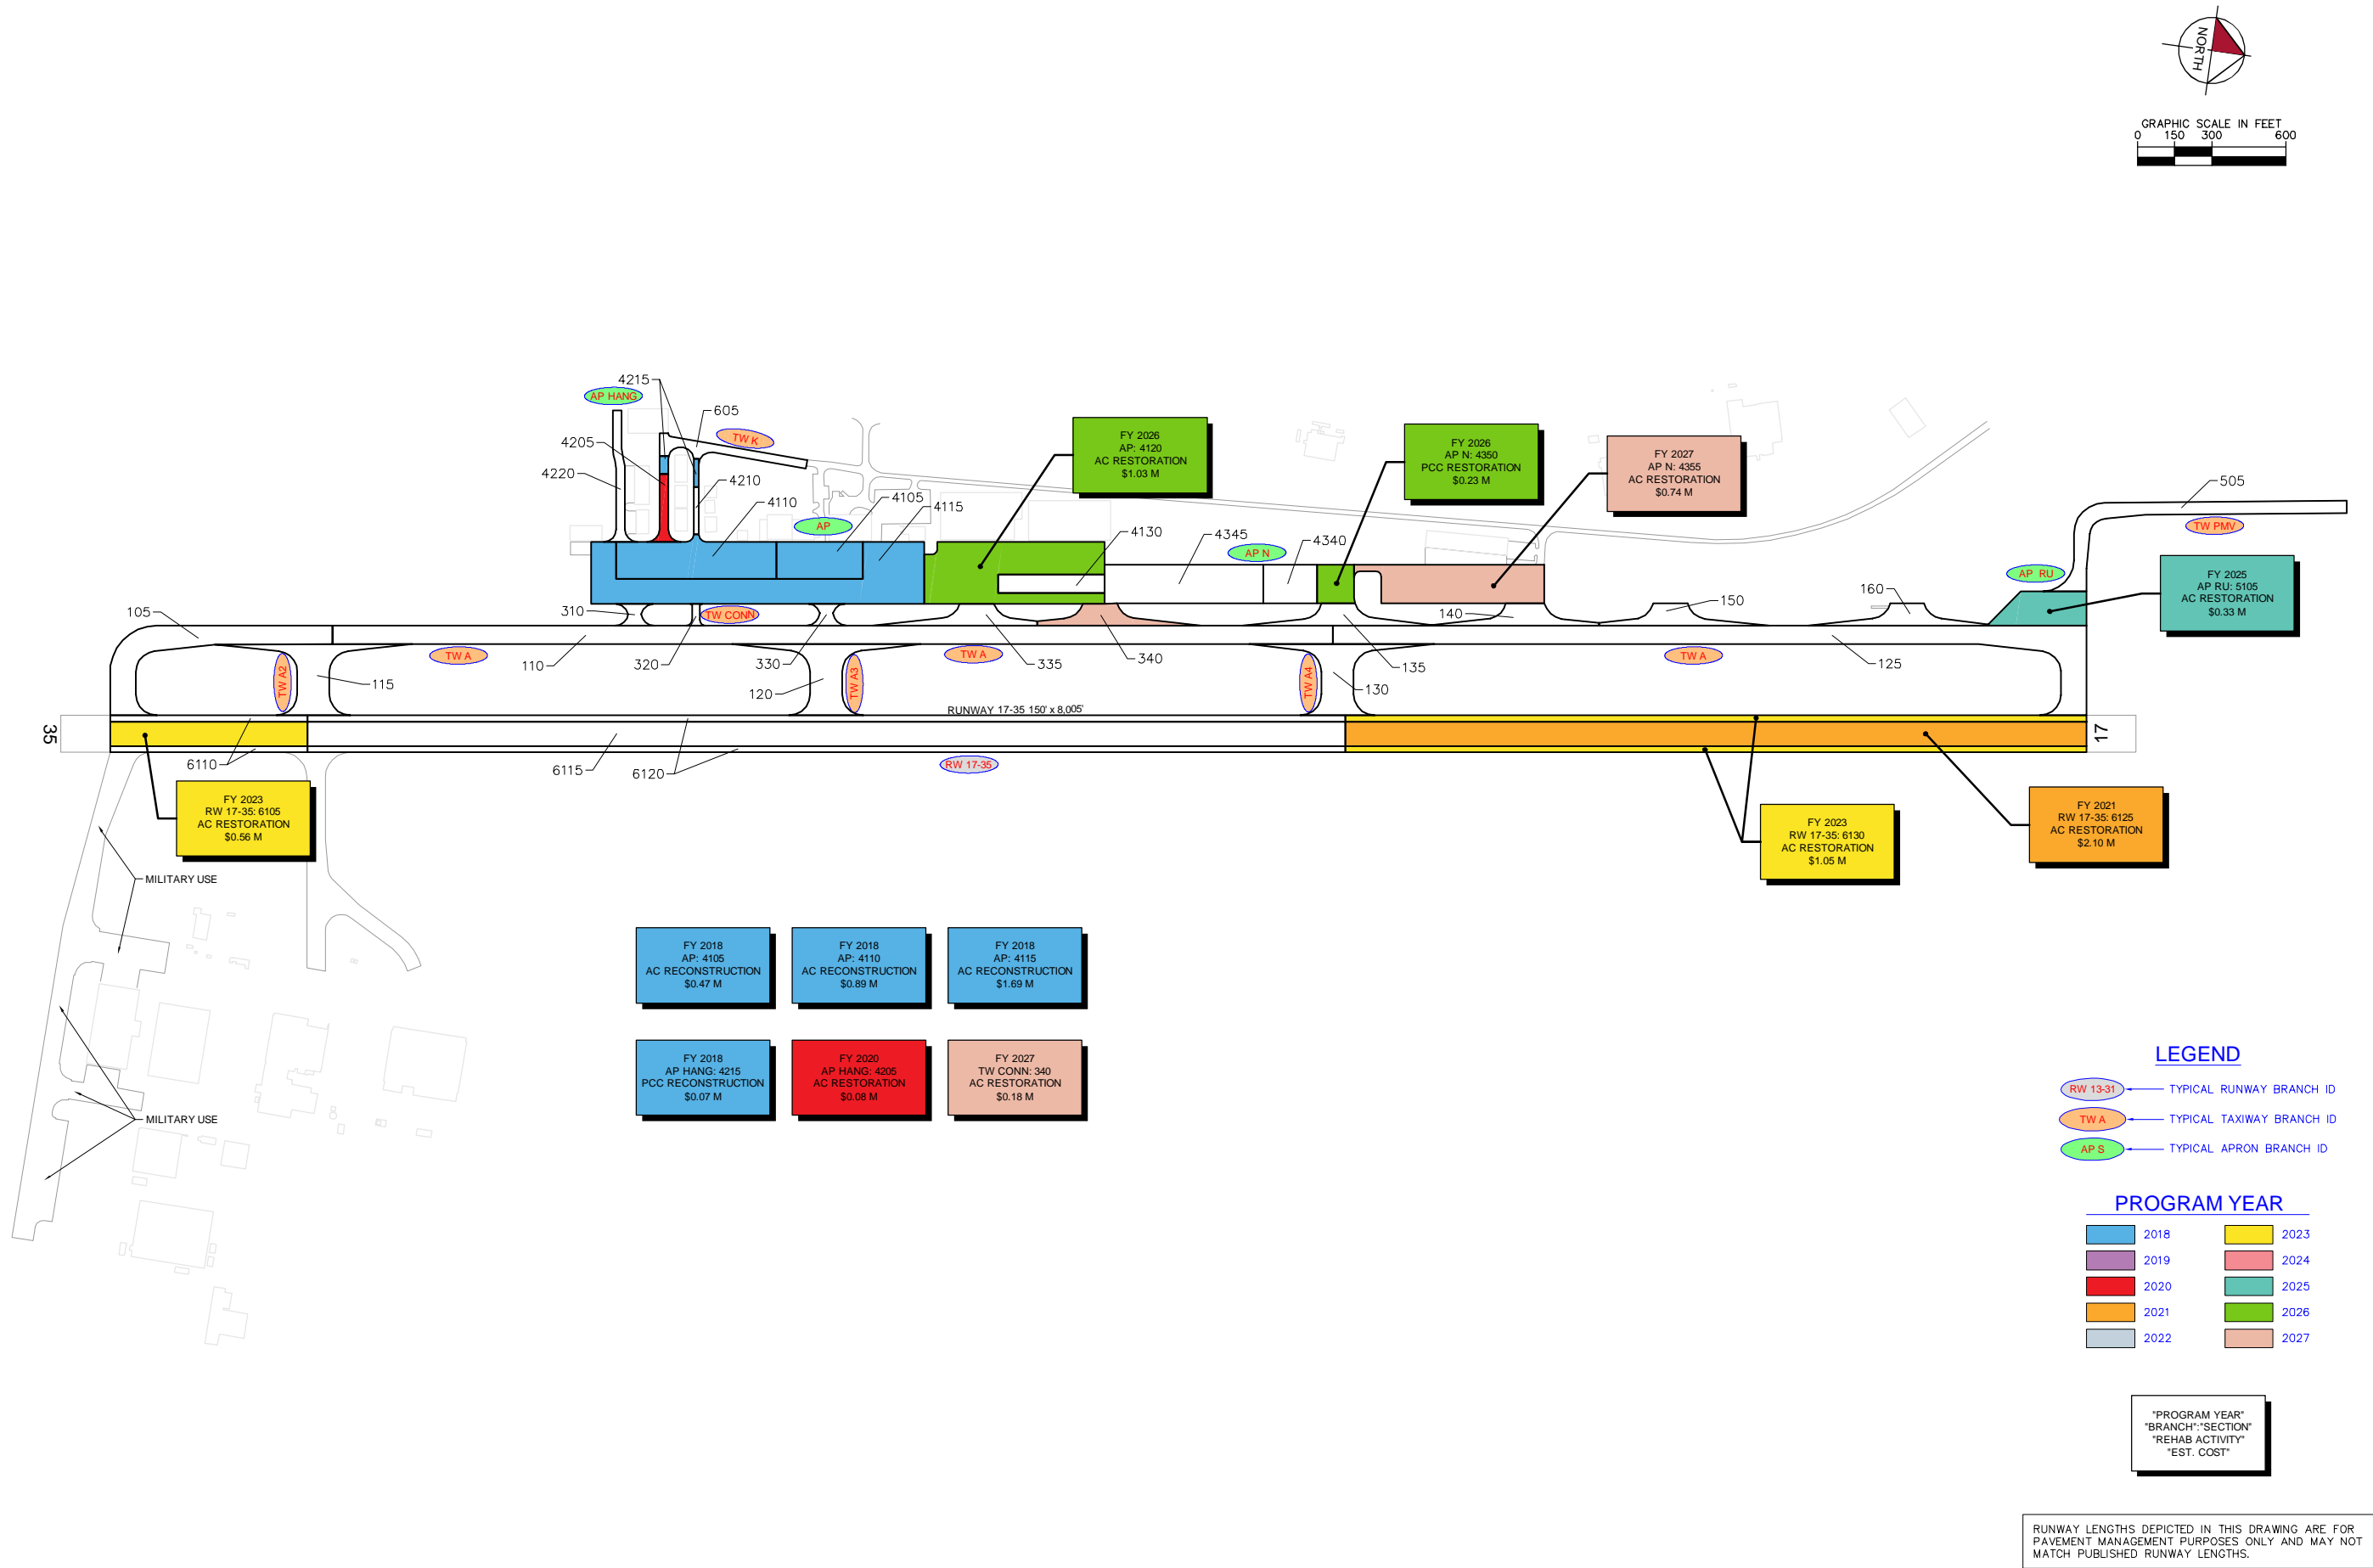 NORTH
GRAPHIC SCALE IN FEET
0 150 300 600
4215
AP HANG
605
TW K
4205
4220
4210
4110
AP
4105
4115
FY 2026
AP: 4120
AC RESTORATION
$1.03 M
FY 2026
AP N: 4350
PCC RESTORATION
$0.23 M
FY 2027
AP N: 4355
AC RESTORATION
$0.74 M
4130
4345
AP N
4340
505
TW PMV
AP RU
FY 2025
AP RU: 5105
AC RESTORATION
$0.33 M
105
310
TW CONN
140
150
160
TW A2
115
TW A
110
320
330
120
TW A3
TW A
335
340
TW A4
135
130
TW A
125
35
RUNWAY 17-35 150' x 8,005'
17
6110
6115
6120
RW 17-35
FY 2023
RW 17-35: 6105
AC RESTORATION
$0.56 M
FY 2023
RW 17-35: 6130
AC RESTORATION
$1.05 M
FY 2021
RW 17-35: 6125
AC RESTORATION
$2.10 M
MILITARY USE
MILITARY USE
FY 2018
AP: 4105
AC RECONSTRUCTION
$0.47 M
FY 2018
AP: 4110
AC RECONSTRUCTION
$0.89 M
FY 2018
AP: 4115
AC RECONSTRUCTION
$1.69 M
FY 2018
AP HANG: 4215
PCC RECONSTRUCTION
$0.07 M
FY 2020
AP HANG: 4205
AC RESTORATION
$0.08 M
FY 2027
TW CONN: 340
AC RESTORATION
$0.18 M
LEGEND
RW 13-31 TYPICAL RUNWAY BRANCH ID
TW A TYPICAL TAXIWAY BRANCH ID
AP S TYPICAL APRON BRANCH ID
PROGRAM YEAR
2018 2023
2019 2024
2020 2025
2021 2026
2022 2027
"PROGRAM YEAR"
"BRANCH":"SECTION"
"REHAB ACTIVITY"
"EST. COST"
RUNWAY LENGTHS DEPICTED IN THIS DRAWING ARE FOR
PAVEMENT MANAGEMENT PURPOSES ONLY AND MAY NOT
MATCH PUBLISHED RUNWAY LENGTHS.